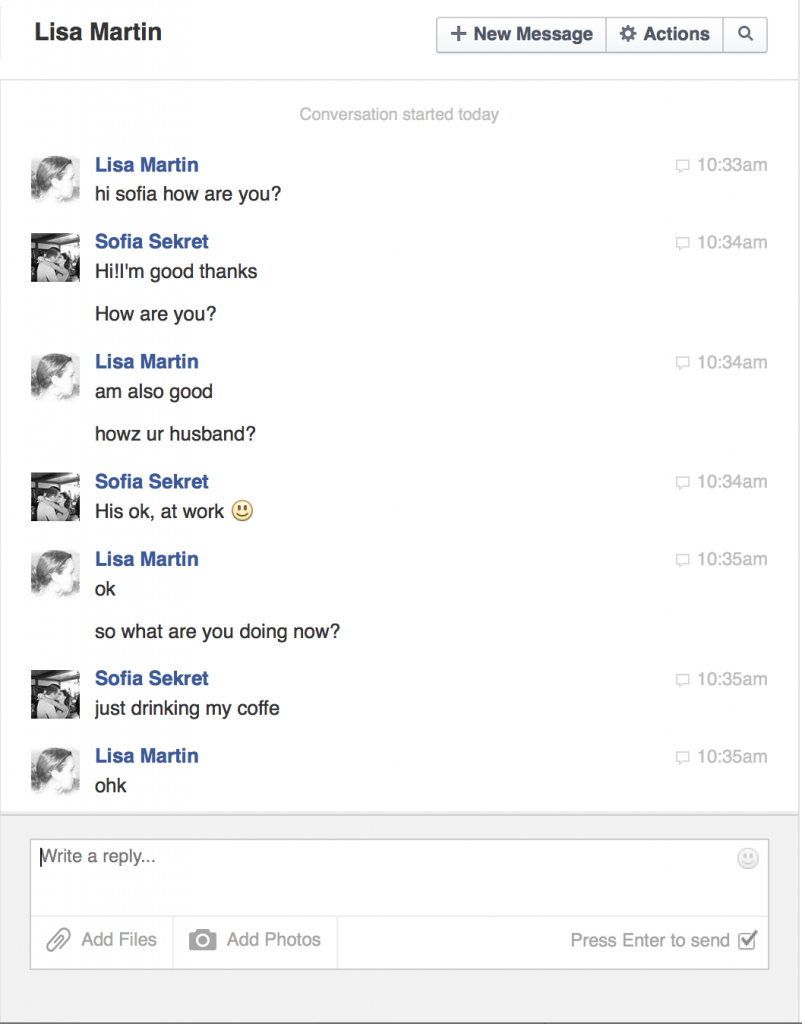 Lisa Martin
+ New Message Actions
Conversation started today
Lisa Martin 10:33am
hi sofia how are you?
Sofia Sekret 10:34am
Hi!I'm good thanks
How are you?
Lisa Martin 10:34am
am also good
howz ur husband?
Sofia Sekret 10:34am
His ok, at work
Lisa Martin 10:35am
ok
so what are you doing now?
Sofia Sekret 10:35am
just drinking my coffe
Lisa Martin 10:35am
ohk
Write a reply...
Add Files Add Photos Press Enter to send